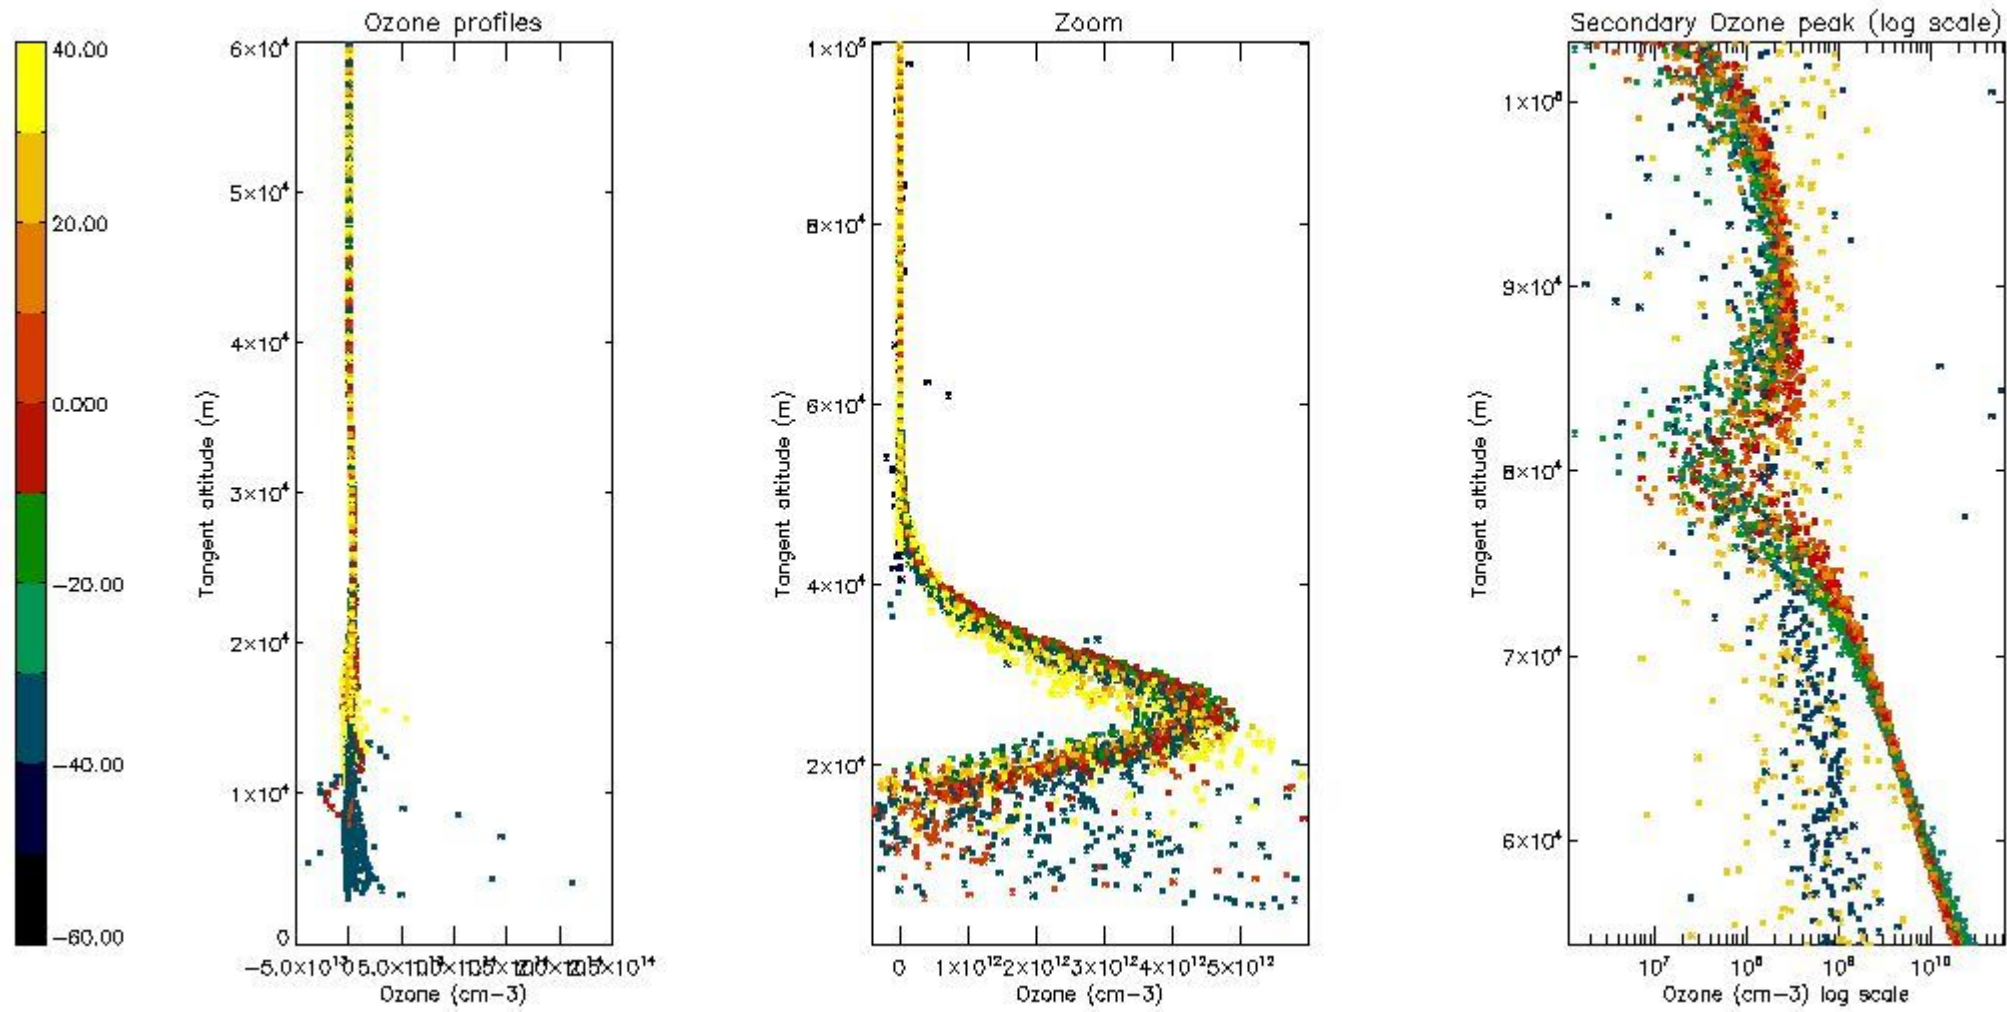 Ozone profiles
Zoom
Secondary Ozone peak (log scale)
40.00
20.00
0.000
−20.00
−40.00
−60.00
6×10⁴
5×10⁴
4×10⁴
3×10⁴
2×10⁴
1×10⁴
0
Tangent altitude (m)
−5.0×10¹³
Ozone (cm−3)
1×10⁵
8×10⁴
6×10⁴
4×10⁴
2×10⁴
Tangent altitude (m)
0 1×10¹² 2×10¹² 3×10¹² 4×10¹² 5×10¹²
Ozone (cm−3)
9×10⁴
8×10⁴
7×10⁴
6×10⁴
Tangent altitude (m)
10⁷ 10⁸ 10⁹ 10¹⁰
Ozone (cm−3) log scale